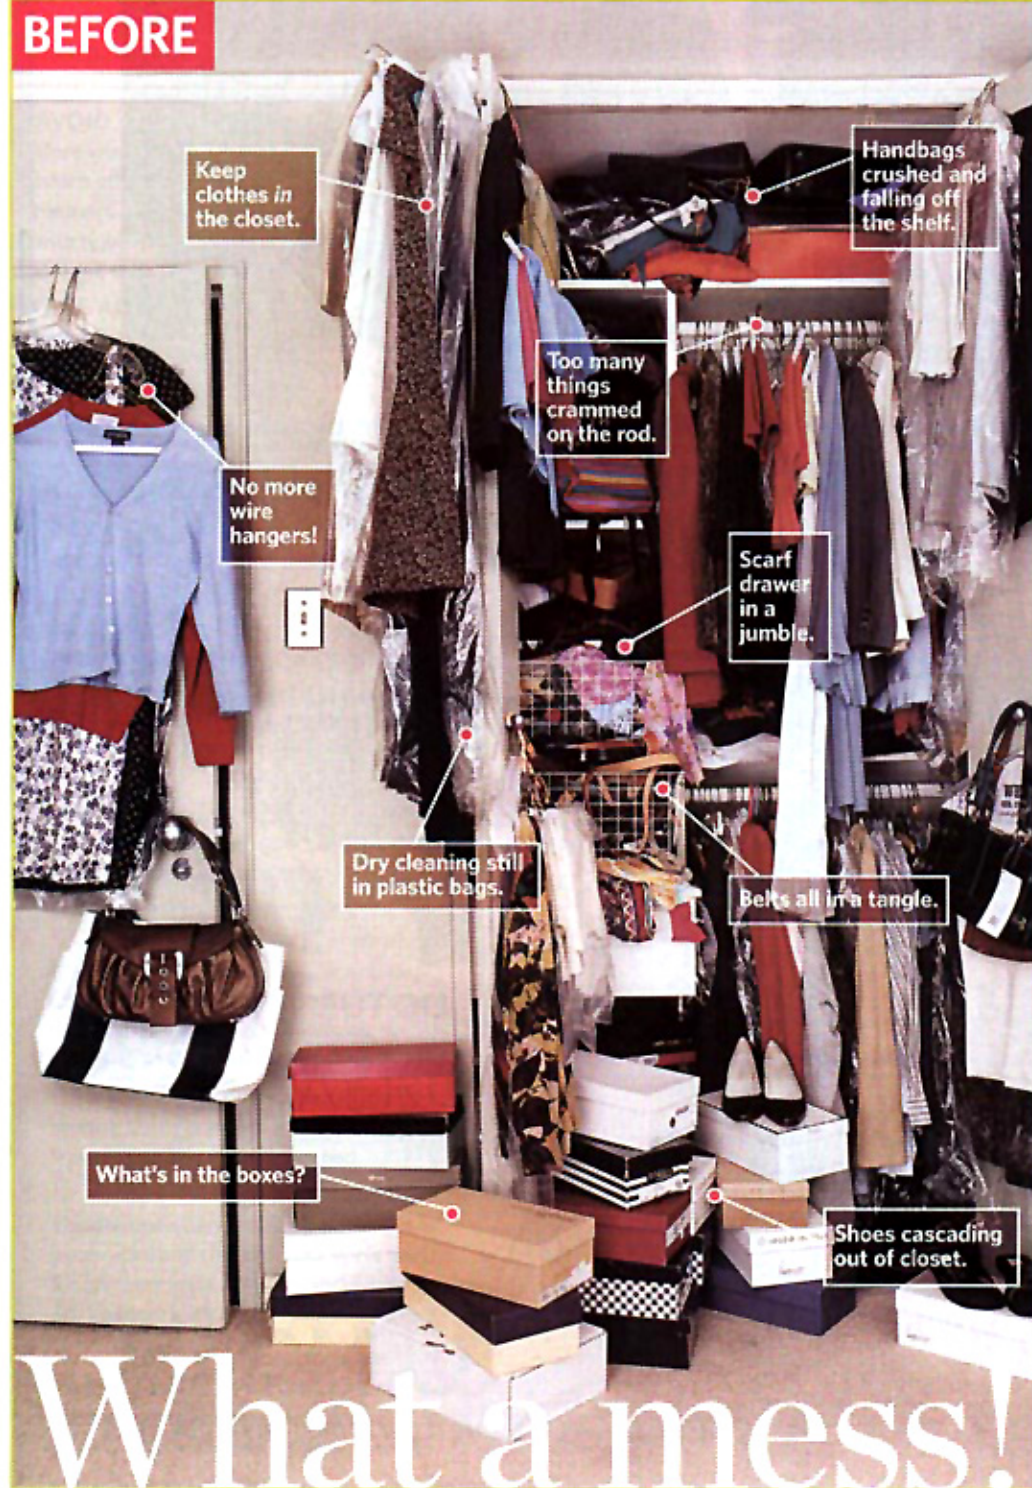 BEFORE
Keep
clothes in
the closet.
Handbags
crushed and
falling off
the shelf.
Too many
things
crammed
on the rod.
No more
wire
hangers!
Scarf
drawer
in a
jumble.
Dry cleaning still
in plastic bags.
Belts all in a tangle.
What's in the boxes?
Shoes cascading
out of closet.
What a mess!